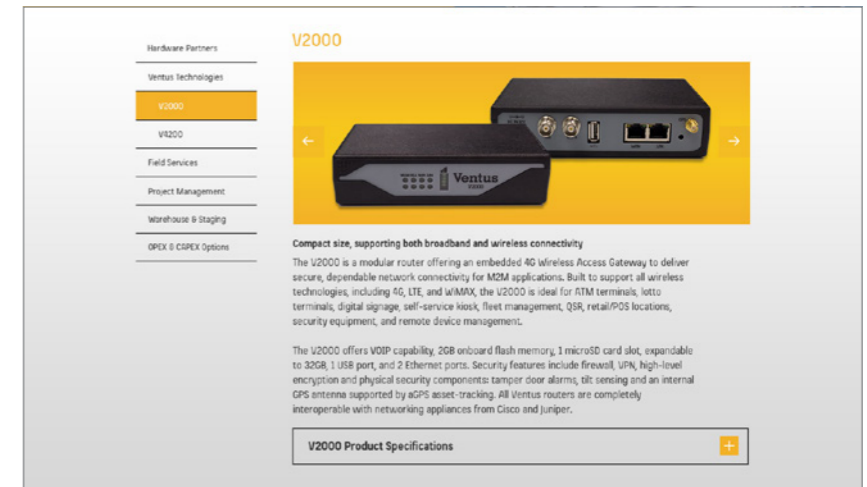 Hardware Partners
Ventus Technologies
V2000
V4200
Field Services
Project Management
Warehouse & Staging
OPEX & CAPEX Options
V2000
Ventus
Compact size, supporting both broadband and wireless connectivity
The V2000 is a modular router offering an embedded 4G Wireless Access Gateway to deliver
secure, dependable network connectivity for M2M applications. Built to support all wireless
technologies, including 4G, LTE, and WiMAX, the V2000 is ideal for ATM terminals, lotto
terminals, digital signage, self-service kiosk, fleet management, QSR, retail/POS locations,
security equipment, and remote device management.
The V2000 offers VOIP capability, 2GB onboard flash memory, 1 microSD card slot, expandable
to 32GB, 1 USB port, and 2 Ethernet ports. Security features include firewall, VPN, high-level
encryption and physical security components: tamper door alarms, tilt sensing and an internal
GPS antenna supported by aGPS asset-tracking. All Ventus routers are completely
interoperable with networking appliances from Cisco and Juniper.
V2000 Product Specifications